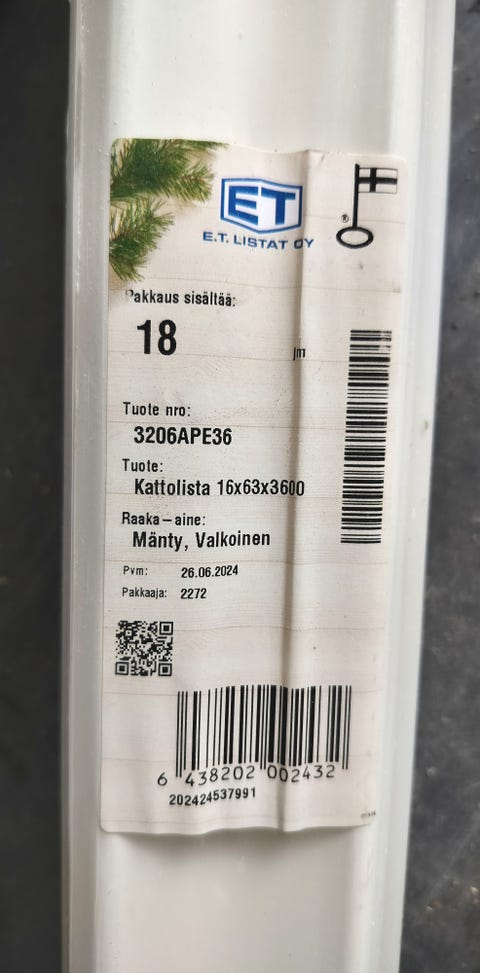 ET
E.T. LISTAT OY
®
Pakkaus sisältää:
18 jm
Tuote nro:
3206APE36
Tuote:
Kattolista 16x63x3600
Raaka-aine:
Mänty, Valkoinen
Pvm: 26.06.2024
Pakkaaja: 2272
6 438202 002432
202424537991